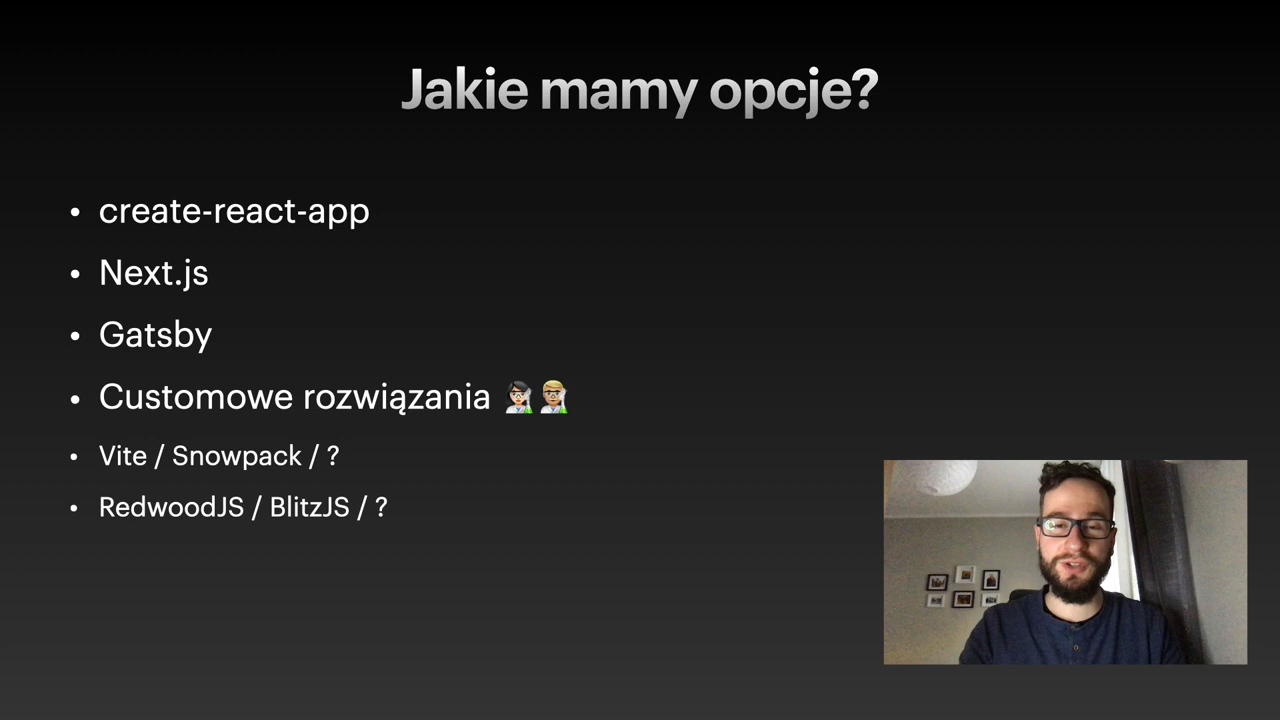 Jakie mamy opcje?
• create-react-app
• Next.js
• Gatsby
• Customowe rozwiązania 👩🏻‍🔬👨🏼‍🔬
• Vite / Snowpack / ?
• RedwoodJS / BlitzJS / ?